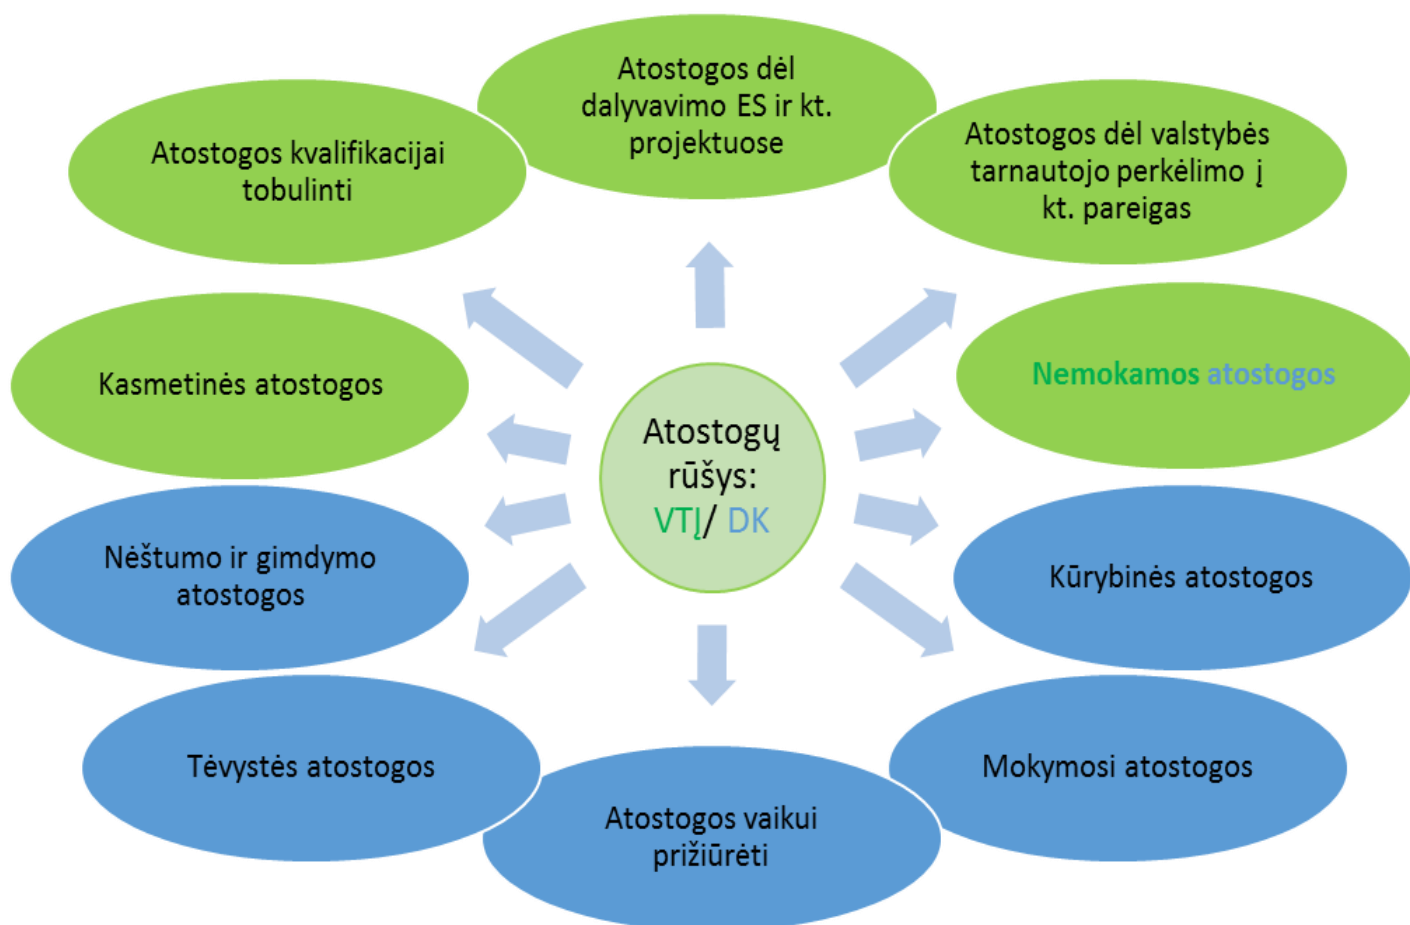 Atostogos dėl
dalyvavimo ES ir kt.
projektuose
Atostogos kvalifikacijai
tobulinti
Atostogos dėl valstybės
tarnautojo perkėlimo į
kt. pareigas
Kasmetinės atostogos
Nemokamos atostogos
Atostogų
rūšys:
VTĮ/ DK
Nėštumo ir gimdymo
atostogos
Kūrybinės atostogos
Tėvystės atostogos
Mokymosi atostogos
Atostogos vaikui
prižiūrėti